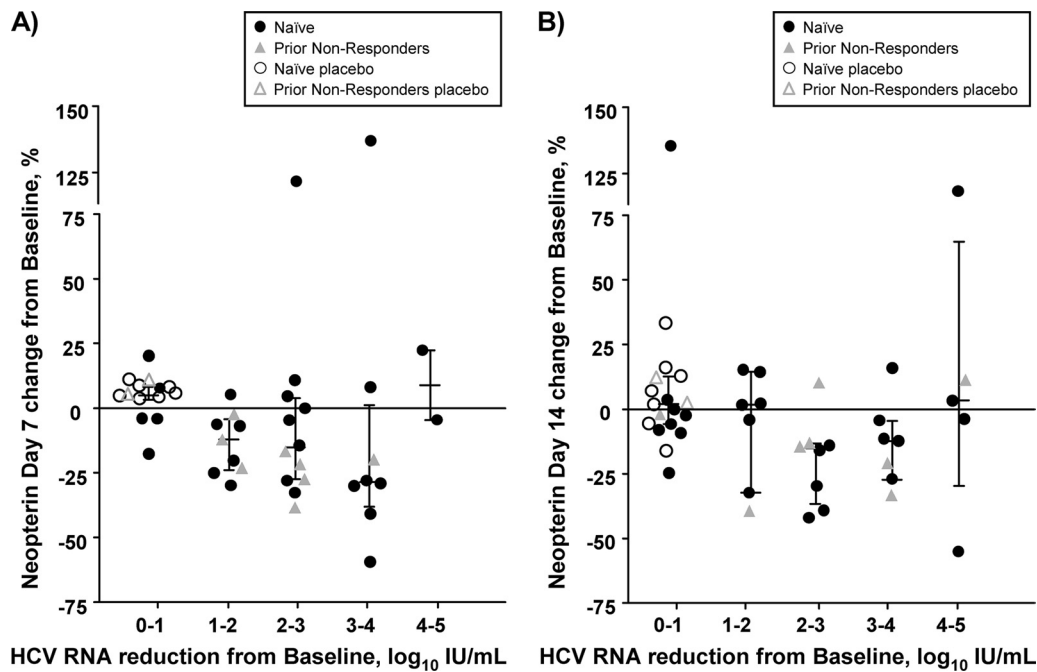 A)
● Naïve
▲ Prior Non-Responders
○ Naïve placebo
△ Prior Non-Responders placebo
Neopterin Day 7 change from Baseline, %
150
125
75
50
25
0
-25
-50
-75
0-1 1-2 2-3 3-4 4-5
HCV RNA reduction from Baseline, log10 IU/mL
B)
● Naïve
▲ Prior Non-Responders
○ Naïve placebo
△ Prior Non-Responders placebo
Neopterin Day 14 change from Baseline, %
150
125
75
50
25
0
-25
-50
-75
0-1 1-2 2-3 3-4 4-5
HCV RNA reduction from Baseline, log10 IU/mL